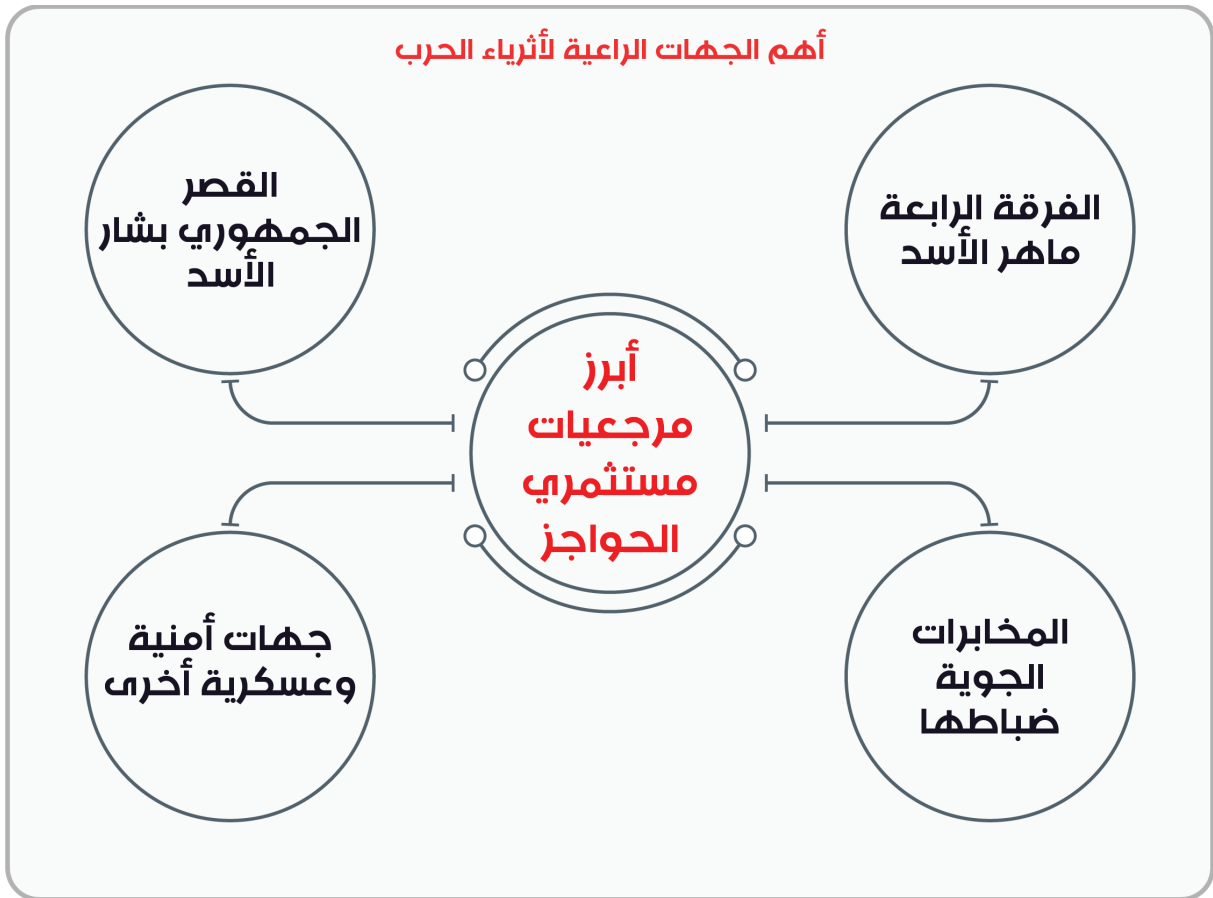 أهم الجهات الراعية لأثرياء الحرب
الفرقة الرابعة
ماهر الأسد
القصر
الجمهوري بشار
الأسد
أبرز
مرجعيات
مستثمري
الحواجز
المخابرات
الجوية
ضباطها
جهات أمنية
وعسكرية أخرى